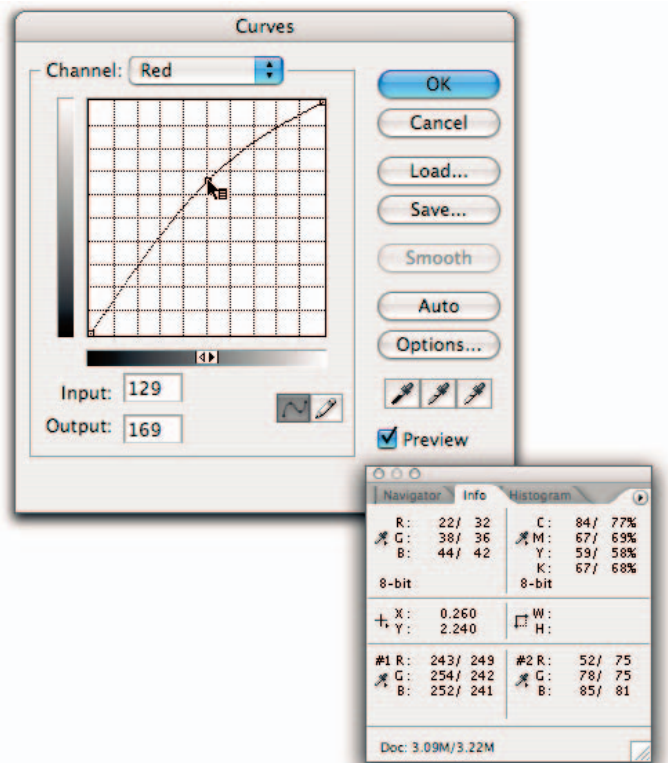 Curves
Channel: Red
OK
Cancel
Load...
Save...
Smooth
Auto
Options...
Input: 129
Output: 169
Preview
Navigator Info Histogram
R: 22/ 32 C: 84/ 77%
G: 38/ 36 M: 67/ 69%
B: 44/ 42 Y: 59/ 58%
K: 67/ 68%
8-bit 8-bit
X: 0.260 W:
Y: 2.240 H:
#1 R: 243/ 249 #2 R: 52/ 75
G: 254/ 242 G: 78/ 75
B: 252/ 241 B: 85/ 81
Doc: 3.09M/3.22M